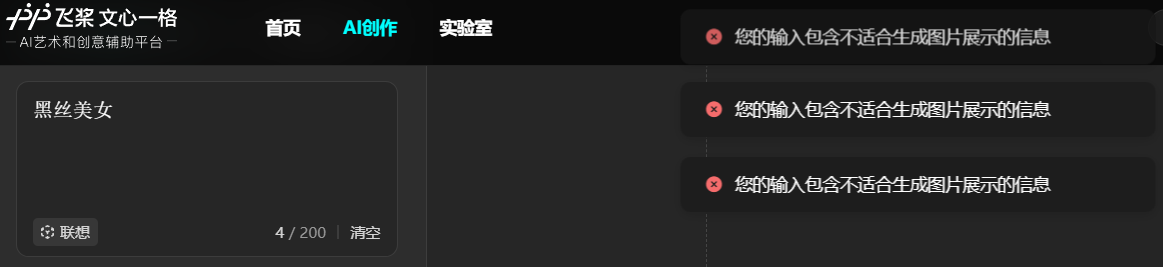 飞桨 文心一格
AI艺术和创意辅助平台
首页
AI创作
实验室
您的输入包含不适合生成图片展示的信息
黑丝美女
您的输入包含不适合生成图片展示的信息
您的输入包含不适合生成图片展示的信息
联想
4 / 200
清空